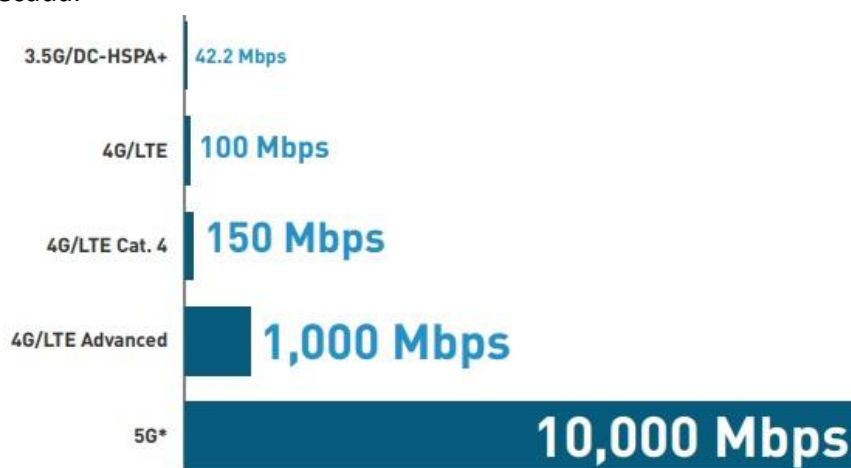 3.5G/DC-HSPA+ 42.2 Mbps
4G/LTE 100 Mbps
4G/LTE Cat. 4 150 Mbps
4G/LTE Advanced 1,000 Mbps
5G* 10,000 Mbps